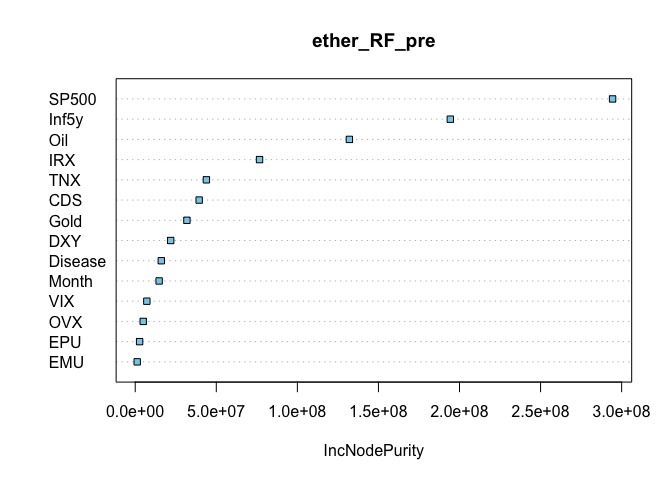 ether_RF_pre
SP500
Inf5y
Oil
IRX
TNX
CDS
Gold
DXY
Disease
Month
VIX
OVX
EPU
EMU
0.0e+00 5.0e+07 1.0e+08 1.5e+08 2.0e+08 2.5e+08 3.0e+08
IncNodePurity